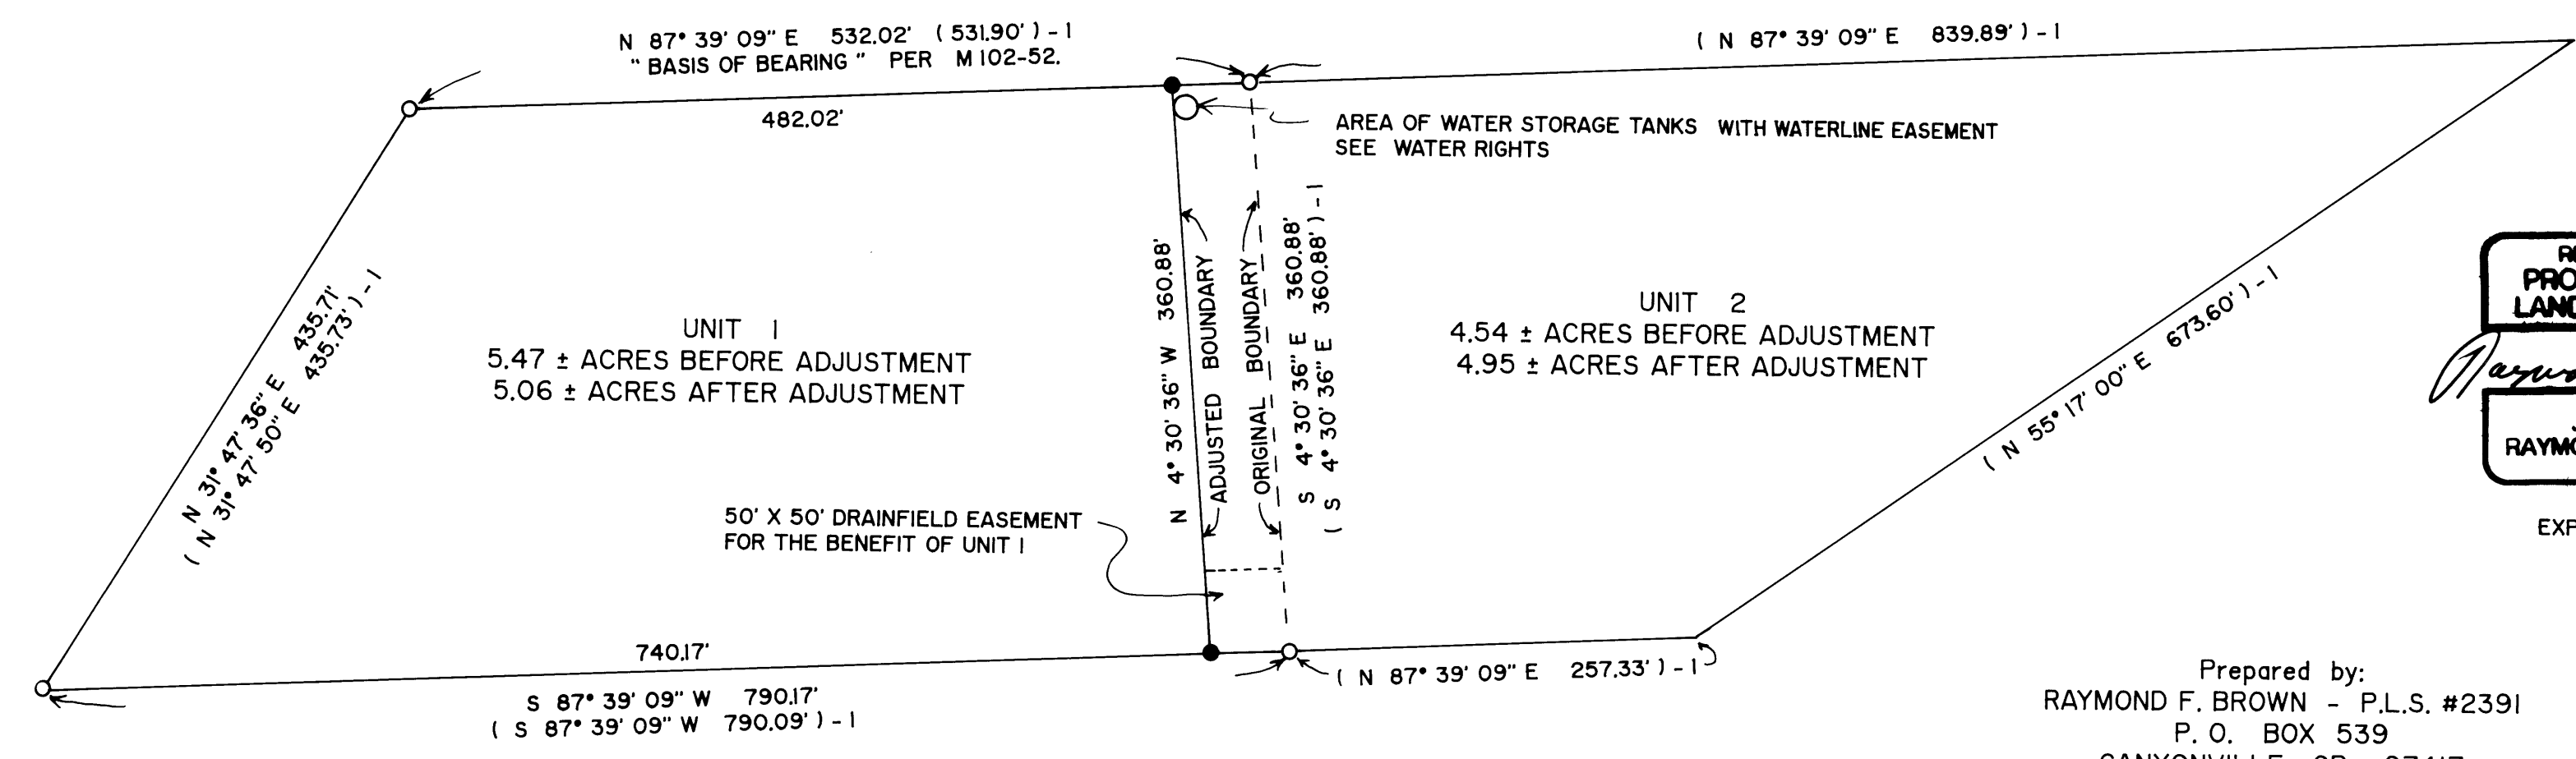 N 87° 39' 09" E 532.02' ( 531.90' ) - 1
" BASIS OF BEARING " PER M 102-52.
( N 87° 39' 09" E 839.89' ) - 1
482.02'
AREA OF WATER STORAGE TANKS WITH WATERLINE EASEMENT
SEE WATER RIGHTS
N 31° 47' 36" E 435.71'
( N 31° 47' 50" E 435.73' ) - 1
UNIT 1
5.47 ± ACRES BEFORE ADJUSTMENT
5.06 ± ACRES AFTER ADJUSTMENT
N 4° 30' 36" W 360.88'
ADJUSTED BOUNDARY
ORIGINAL BOUNDARY
S 4° 30' 36" E 360.88'
( S 4° 30' 36" E 360.88' ) - 1
UNIT 2
4.54 ± ACRES BEFORE ADJUSTMENT
4.95 ± ACRES AFTER ADJUSTMENT
( N 55° 17' 00" E 673.60' ) - 1
50' X 50' DRAINFIELD EASEMENT
FOR THE BENEFIT OF UNIT 1
740.17'
S 87° 39' 09" W 790.17'
( S 87° 39' 09" W 790.09' ) - 1
( N 87° 39' 09" E 257.33' ) - 1
Prepared by:
RAYMOND F. BROWN - P.L.S. #2391
P. O. BOX 539